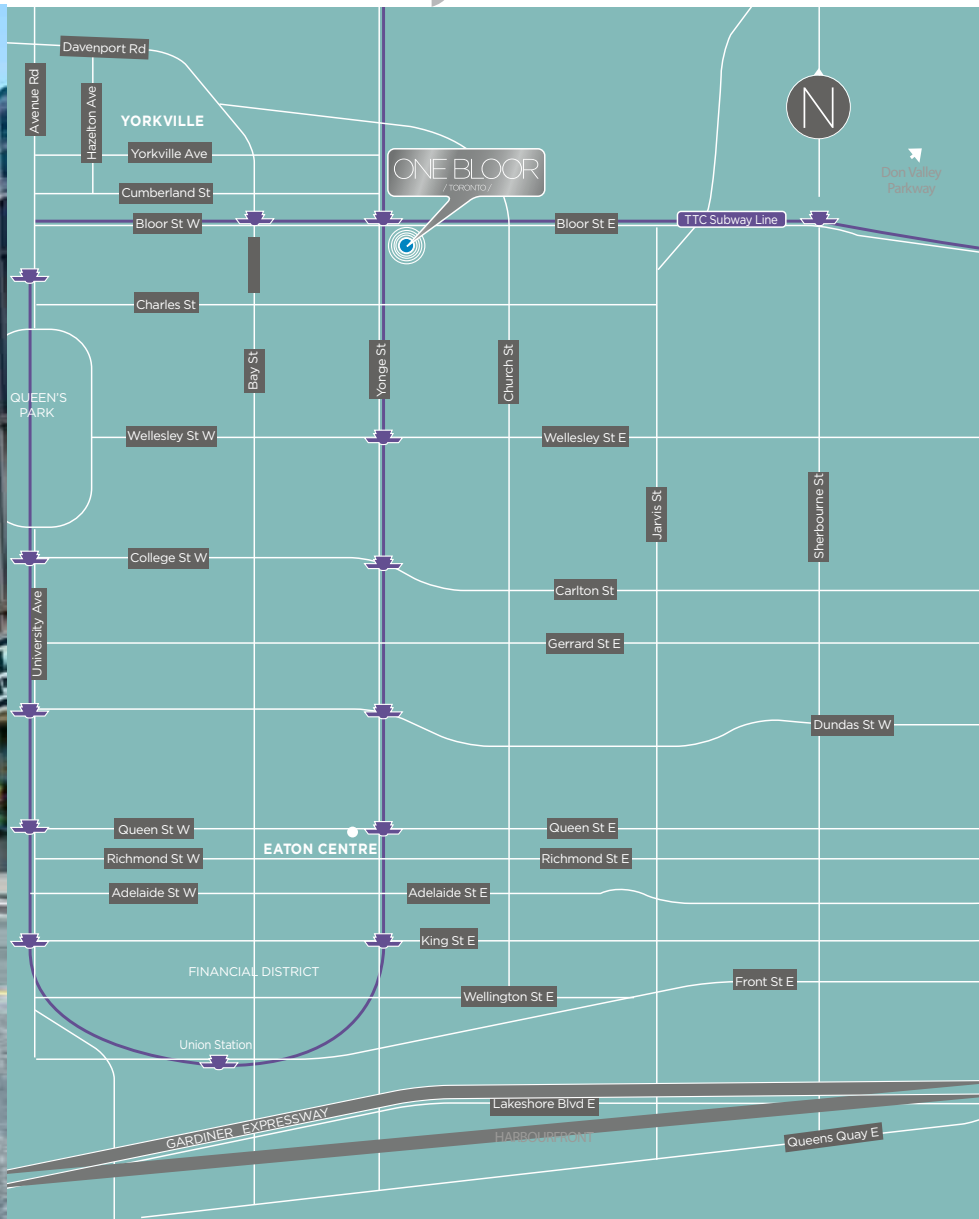 Davenport Rd
Avenue Rd
Hazelton Ave
YORKVILLE
N
Yorkville Ave
ONE BLOOR
/ TORONTO /
Don Valley
Parkway
Cumberland St
Bloor St W
Bloor St E
TTC Subway Line
Charles St
Bay St
Yonge St
Church St
QUEEN'S
PARK
Wellesley St W
Wellesley St E
Jarvis St
Sherbourne St
College St W
Carlton St
University Ave
Gerrard St E
Dundas St W
Queen St W
Queen St E
EATON CENTRE
Richmond St W
Richmond St E
Adelaide St W
Adelaide St E
King St E
FINANCIAL DISTRICT
Front St E
Wellington St E
Union Station
Lakeshore Blvd E
GARDINER EXPRESSWAY
HARBOURFRONT
Queens Quay E